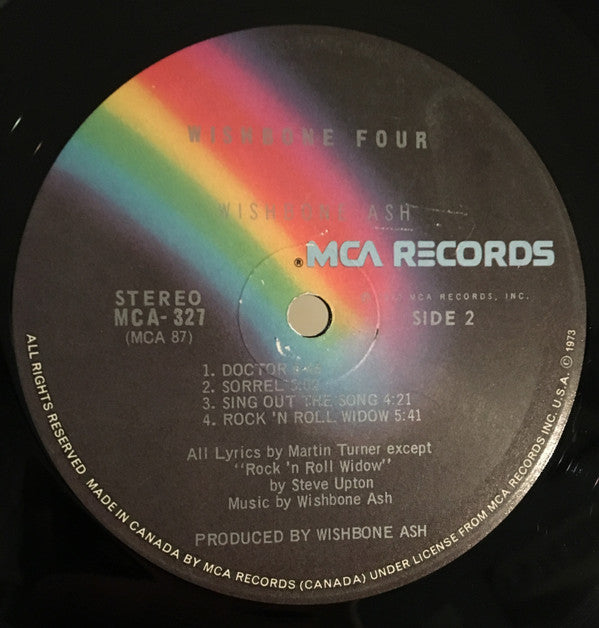 WISHBONE FOUR
WISHBONE ASH
® MCA RECORDS
MCA RECORDS, INC.
STEREO
MCA-327
(MCA 87)
SIDE 2
1. DOCTOR
2. SORREL
3. SING OUT THE SONG 4:21
4. ROCK 'N ROLL WIDOW 5:41
All Lyrics by Martin Turner except
"Rock 'n Roll Widow"
by Steve Upton
Music by Wishbone Ash
PRODUCED BY WISHBONE ASH
ALL RIGHTS RESERVED MADE IN CANADA BY MCA RECORDS (CANADA) UNDER LICENSE FROM MCA RECORDS INC. U.S.A. © 1973